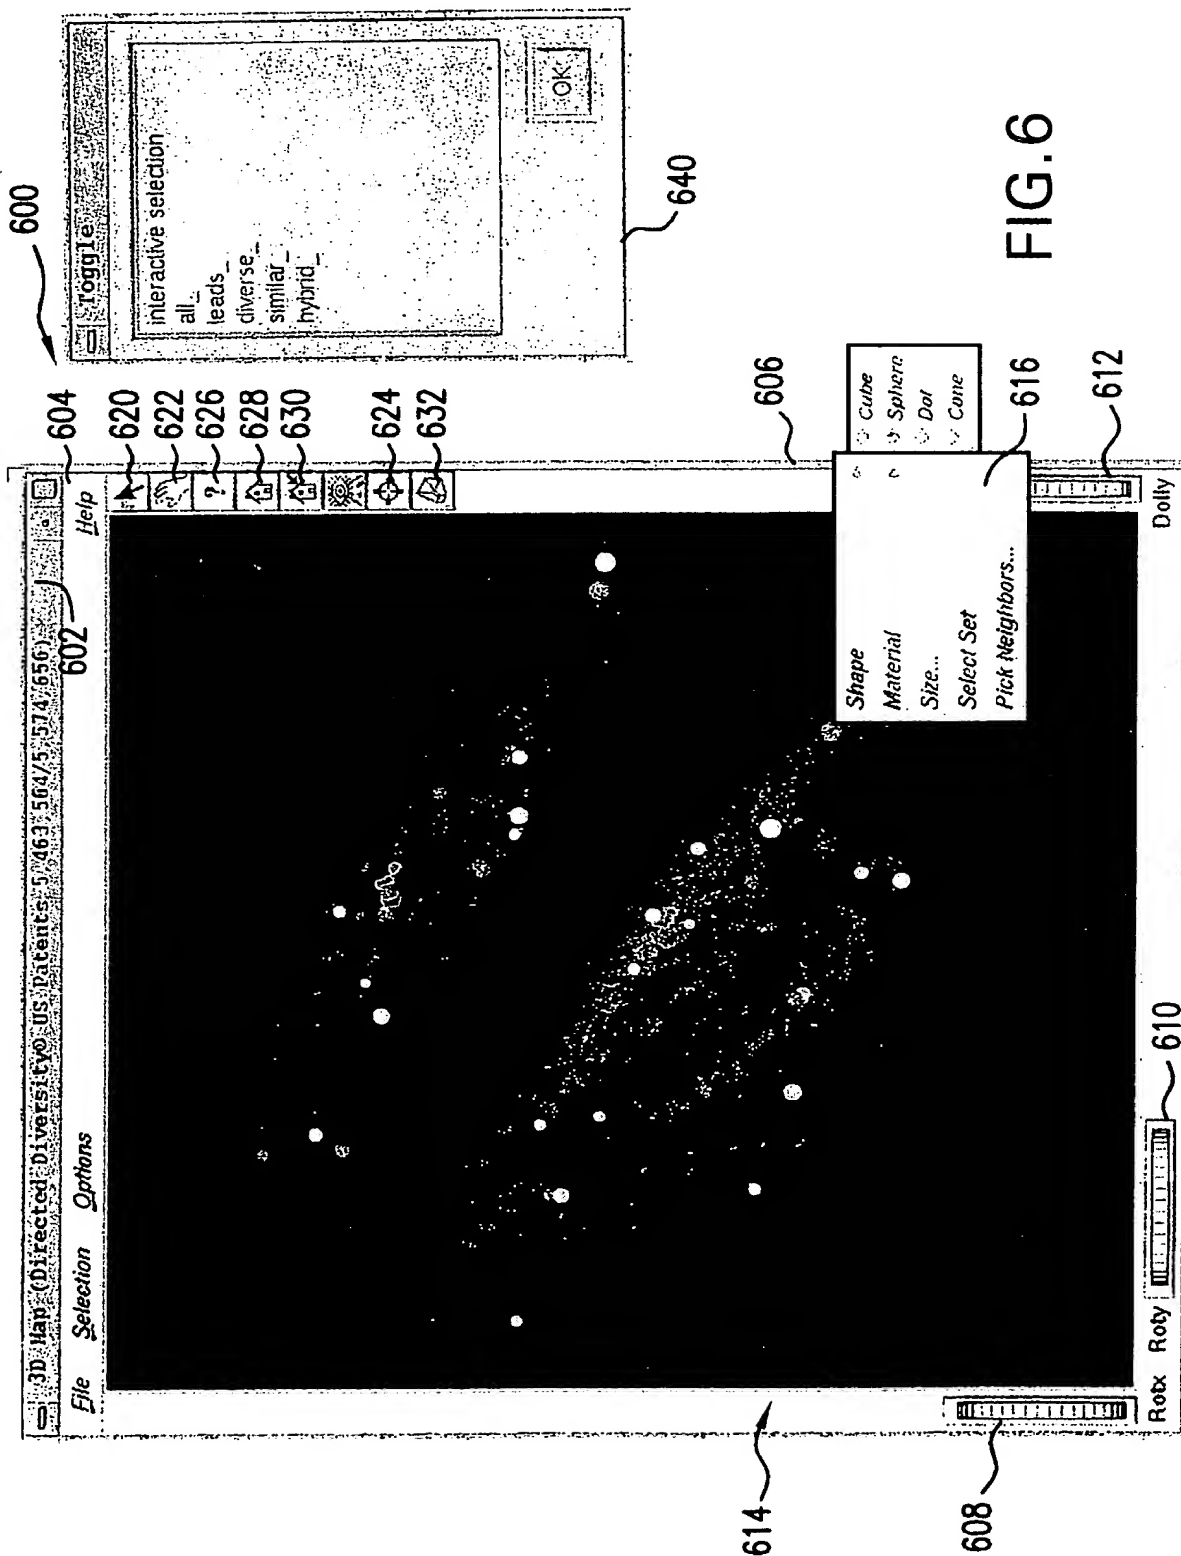 600
Toggle
interactive selection
all_
leads_
diverse_
similar_
hybrid_
OK
640
3D Map (Directed Diversity® US Patents 5,463,564/5,574,656)
602
604
File Selection Options Help
620
622
?
626
628
630
624
632
606
Shape
Material
Size...
Select Set
Pick Neighbors...
Cube
Sphere
Dot
Cone
616
612
614
608
Rotx Roty
610
Dolly
FIG.6